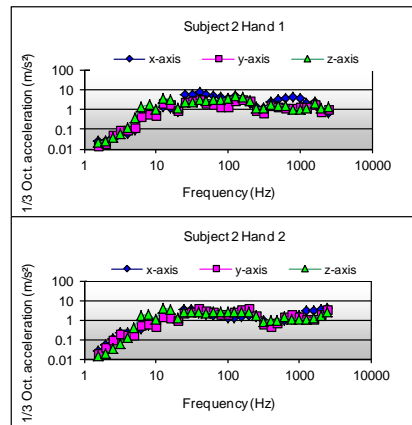 Subject 2 Hand 1
x-axis y-axis z-axis
1/3 Oct. acceleration (m/s²)
100
10
1
0.1
0.01
1 10 100 1000 10000
Frequency (Hz)
Subject 2 Hand 2
x-axis y-axis z-axis
1/3 Oct. acceleration (m/s²)
100
10
1
0.1
0.01
1 10 100 1000 10000
Frequency (Hz)